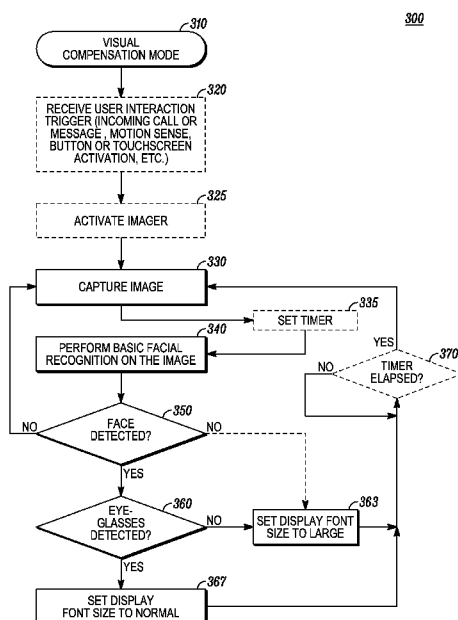 300
310
VISUAL
COMPENSATION MODE
320
RECEIVE USER INTERACTION
TRIGGER (INCOMING CALL OR
MESSAGE , MOTION SENSE,
BUTTON OR TOUCHSCREEN
ACTIVATION, ETC.)
325
ACTIVATE IMAGER
330
CAPTURE IMAGE
335
SET TIMER
340
PERFORM BASIC FACIAL
RECOGNITION ON THE IMAGE
YES
370
NO
TIMER
ELAPSED?
350
NO
FACE
DETECTED?
NO
YES
360
EYE-
GLASSES
DETECTED?
NO
363
SET DISPLAY FONT
SIZE TO LARGE
YES
367
SET DISPLAY
FONT SIZE TO NORMAL